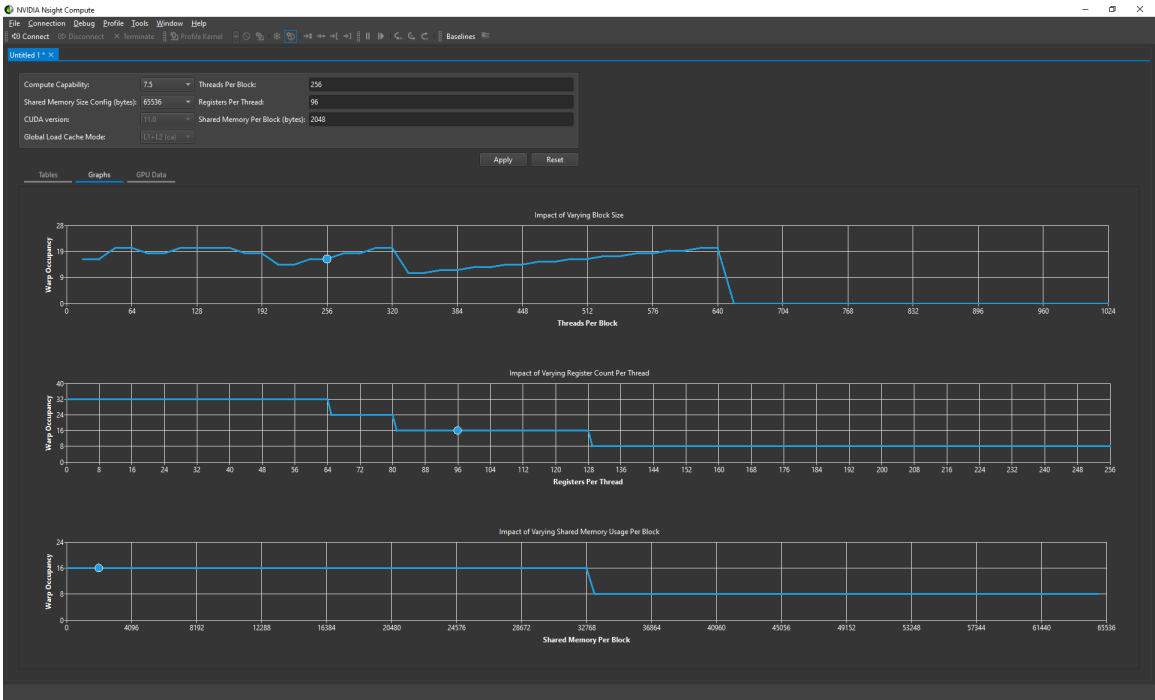 NVIDIA Nsight Compute
File Connection Debug Profile Tools Window Help
Connect Disconnect Terminate Profile Kernel Baselines
Untitled 1 *
Compute Capability: 7.5 Threads Per Block: 256
Shared Memory Size Config (bytes): 65536 Registers Per Thread: 96
CUDA version: 11.0 Shared Memory Per Block (bytes): 2048
Global Load Cache Mode: L1+L2 (ca)
Apply Reset
Tables Graphs GPU Data
Impact of Varying Block Size
Warp Occupancy
28
19
9
0
0 64 128 192 256 320 384 448 512 576 640 704 768 832 896 960 1024
Threads Per Block
Impact of Varying Register Count Per Thread
Warp Occupancy
40
32
24
16
8
0
0 8 16 24 32 40 48 56 64 72 80 88 96 104 112 120 128 136 144 152 160 168 176 184 192 200 208 216 224 232 240 248 256
Registers Per Thread
Impact of Varying Shared Memory Usage Per Block
Warp Occupancy
24
16
8
0
0 4096 8192 12288 16384 20480 24576 28672 32768 36864 40960 45056 49152 53248 57344 61440 65536
Shared Memory Per Block